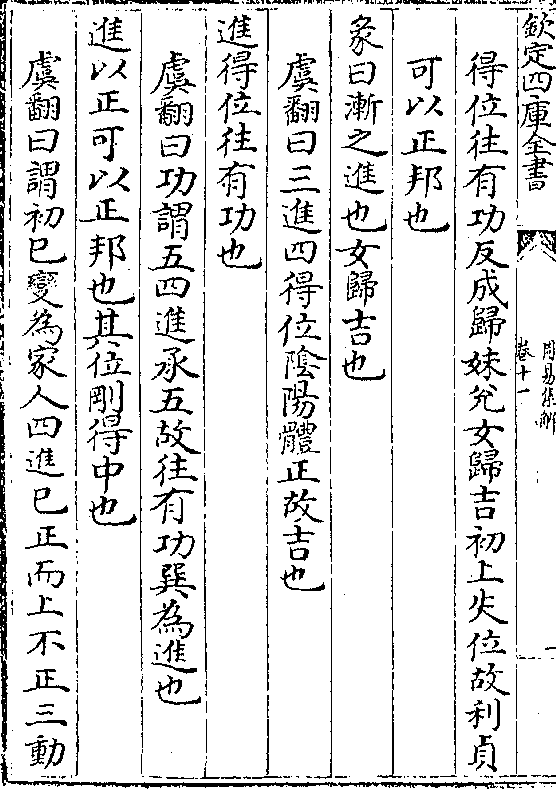 欽定四庫全書
周易集解
卷十一
一
得位往有功反成歸妹兊女歸吉初上失位故利貞
可以正邦也
彖曰漸之進也女歸吉也
虞翻曰三進四得位陰陽體正故吉也
進得位往有功也
虞翻曰功謂五四進承五故往有功巽為進也
進以正可以正邦也其位剛得中也
虞翻曰謂初已變為家人四進已正而上不正三動